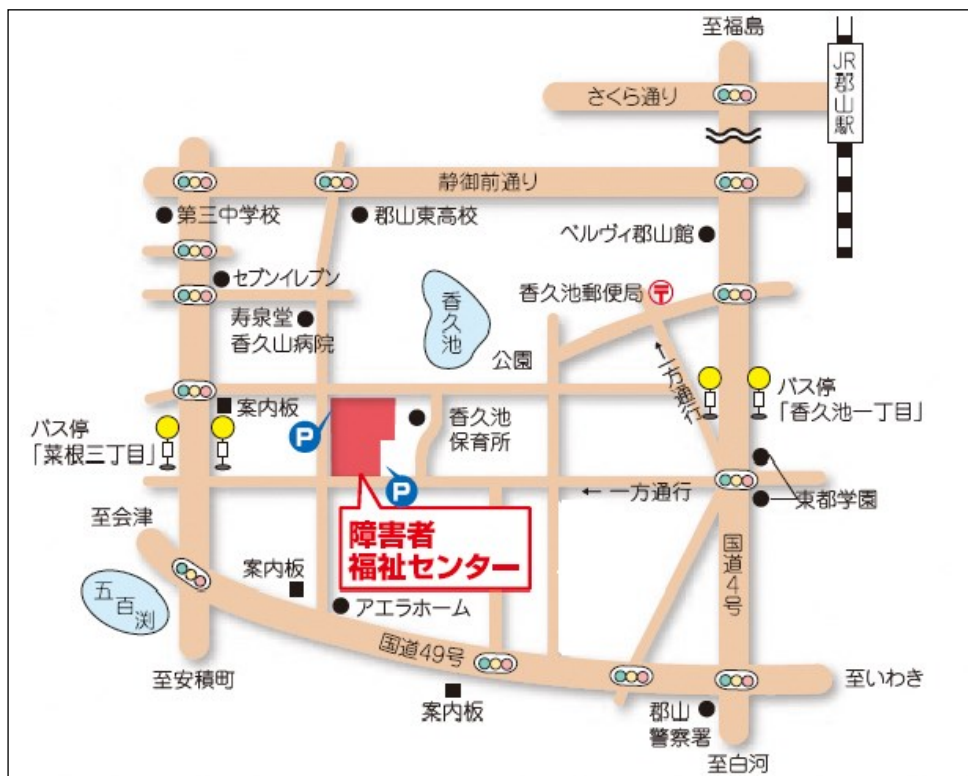 至福島
JR郡山駅
さくら通り
静御前通り
第三中学校
郡山東高校
ベルヴィ郡山館
セブンイレブン
香久池
香久池郵便局
〒
寿泉堂
香久山病院
公園
一方通行
案内板
バス停
「菜根三丁目」
P
香久池
保育所
バス停
「香久池一丁目」
P
←一方通行
東都学園
至会津
障害者
福祉センター
国道4号
五百渕
案内板
アエラホーム
国道49号
至安積町
案内板
至いわき
郡山
警察署
至白河